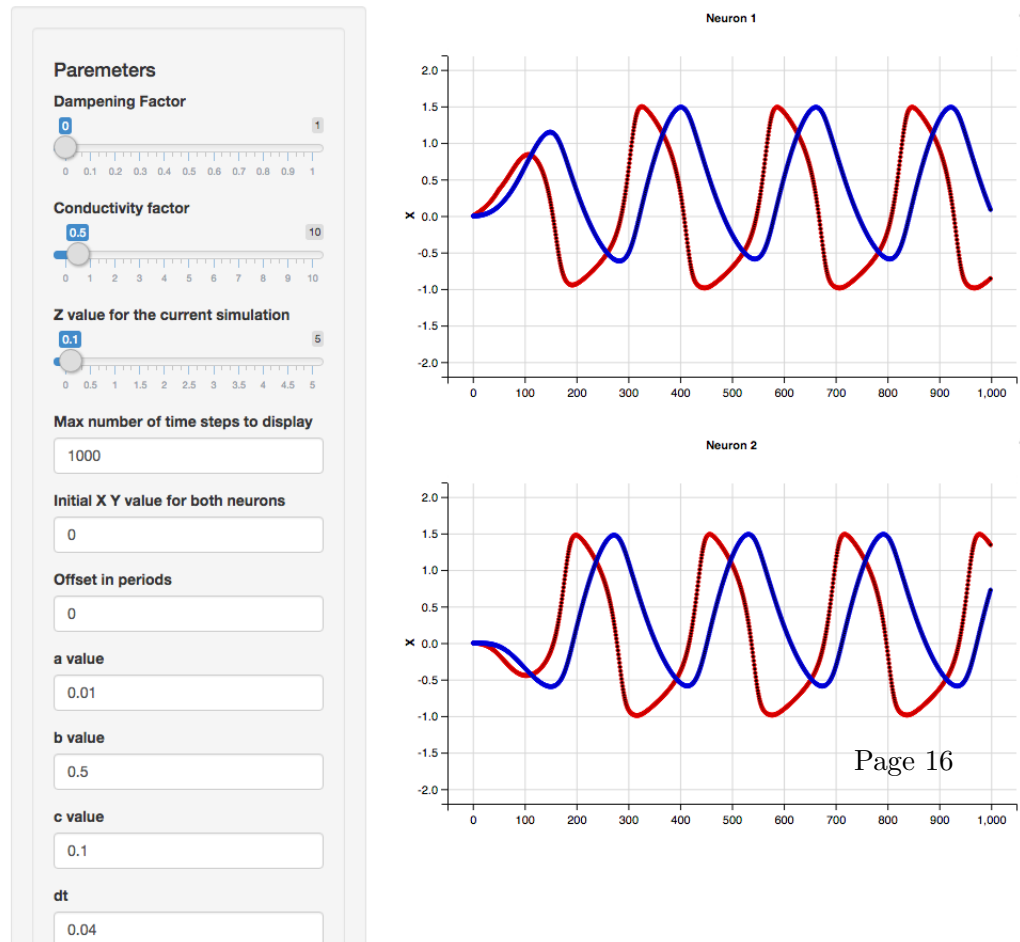 Paremeters
Dampening Factor
0 1
0 0.1 0.2 0.3 0.4 0.5 0.6 0.7 0.8 0.9 1
Conductivity factor
0.5 10
0 1 2 3 4 5 6 7 8 9 10
Z value for the current simulation
0.1 5
0 0.5 1 1.5 2 2.5 3 3.5 4 4.5 5
Max number of time steps to display
1000
Initial X Y value for both neurons
0
Offset in periods
0
a value
0.01
b value
0.5
c value
0.1
dt
0.04
Neuron 1
2.0
1.5
1.0
0.5
X 0.0
-0.5
-1.0
-1.5
-2.0
0 100 200 300 400 500 600 700 800 900 1,000
Neuron 2
2.0
1.5
1.0
0.5
X 0.0
-0.5
-1.0
-1.5
Page 16
-2.0
0 100 200 300 400 500 600 700 800 900 1,000